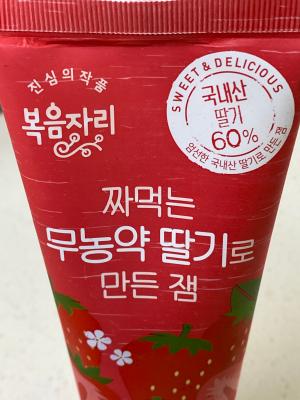 진심의작품
복음자리
SWEET & DELICIOUS
국내산
딸기
60%
엄선한 국내산 딸기로 만든 잼
짜먹는
무농약 딸기로
만든 잼